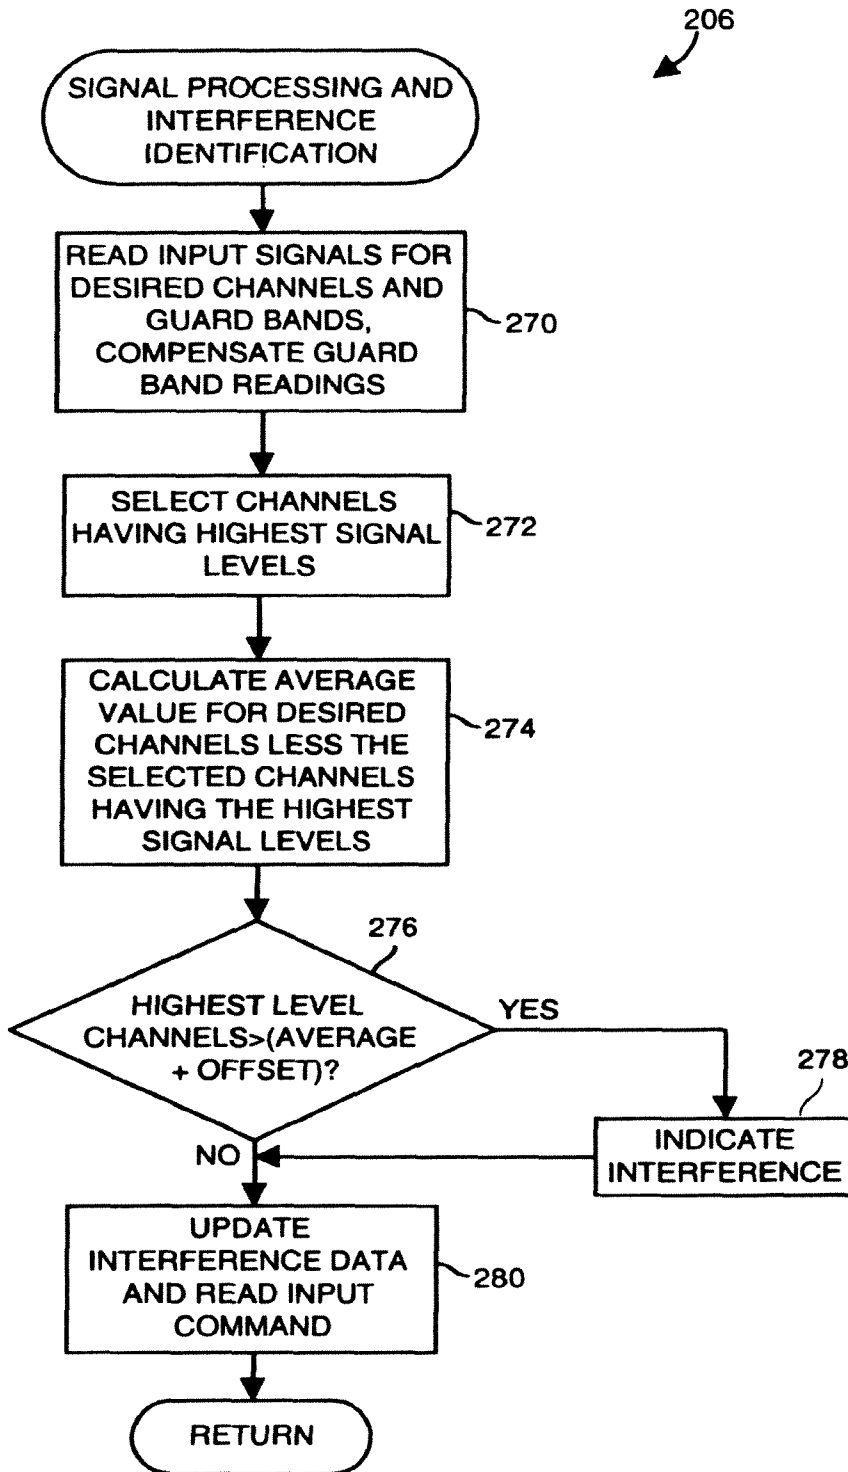 206
SIGNAL PROCESSING AND
INTERFERENCE
IDENTIFICATION
READ INPUT SIGNALS FOR
DESIRED CHANNELS AND
GUARD BANDS,
COMPENSATE GUARD
BAND READINGS
270
SELECT CHANNELS
HAVING HIGHEST SIGNAL
LEVELS
272
CALCULATE AVERAGE
VALUE FOR DESIRED
CHANNELS LESS THE
SELECTED CHANNELS
HAVING THE HIGHEST
SIGNAL LEVELS
274
276
HIGHEST LEVEL
CHANNELS>(AVERAGE
+ OFFSET)?
YES
278
INDICATE
INTERFERENCE
NO
UPDATE
INTERFERENCE DATA
AND READ INPUT
COMMAND
280
RETURN